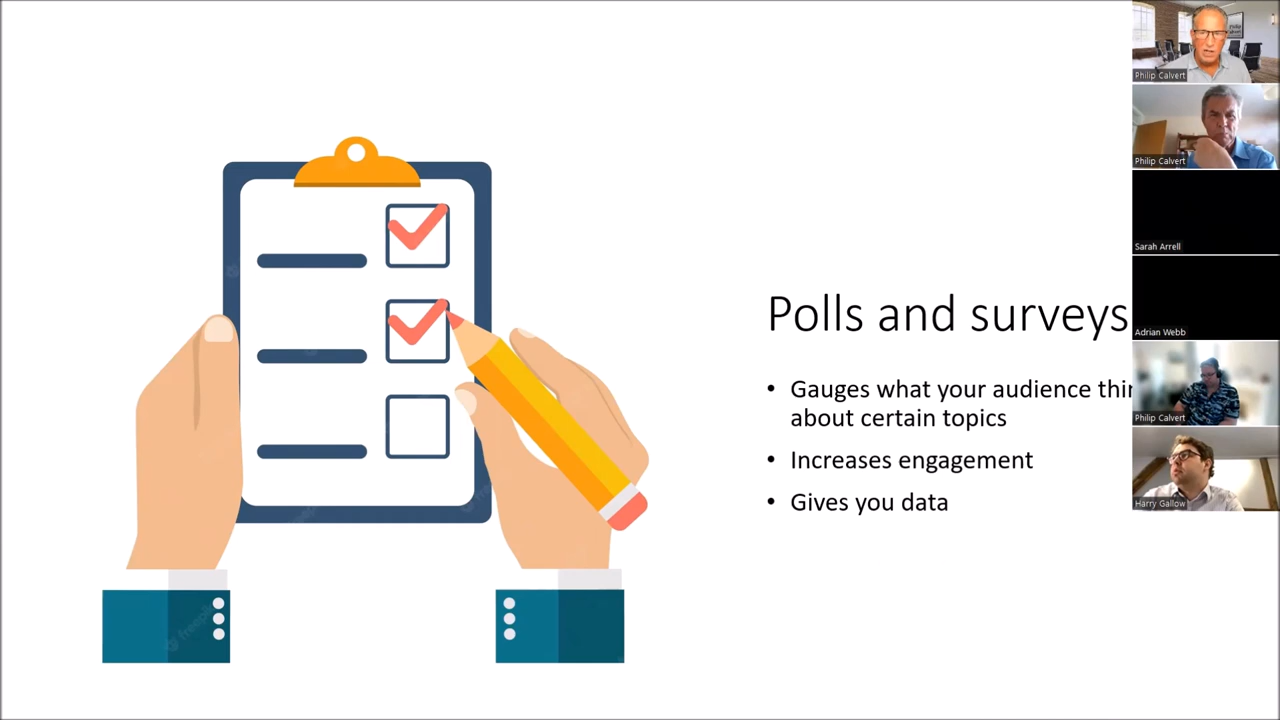 Polls and surveys
• Gauges what your audience thin
about certain topics
• Increases engagement
• Gives you data
Philip Calvert
Philip Calvert
Sarah Arrell
Adrian Webb
Philip Calvert
Harry Gallow